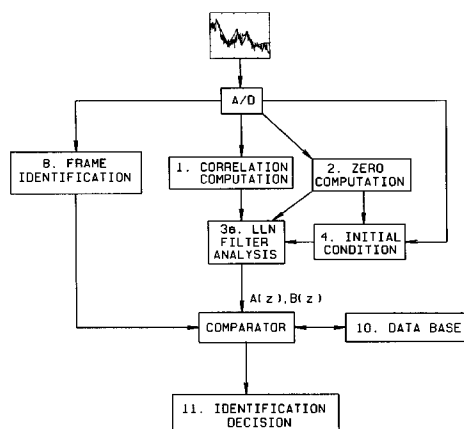 A/D
8. FRAME
IDENTIFICATION
1. CORRELATION
COMPUTATION
2. ZERO
COMPUTATION
3a. LLN
FILTER
ANALYSIS
4. INITIAL
CONDITION
A(z),B(z)
COMPARATOR
10. DATA BASE
11. IDENTIFICATION
DECISION